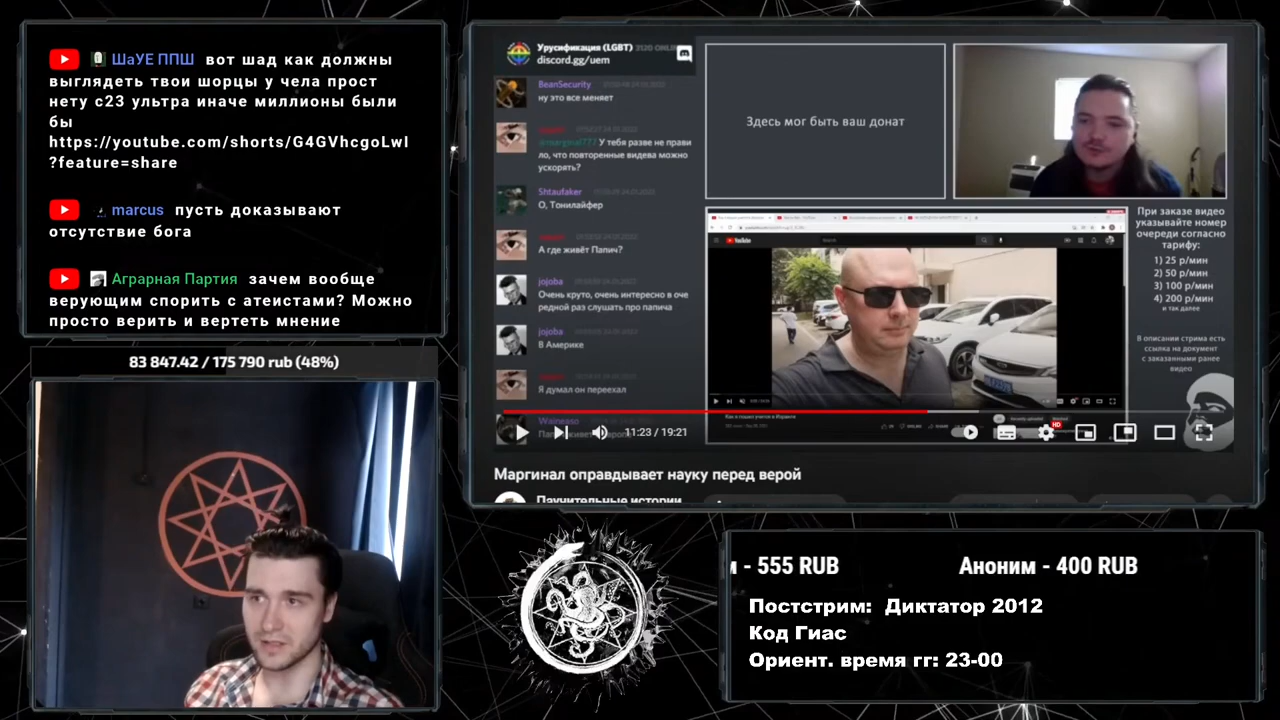 ШаУЕ ППШ вот шад как должны
выглядеть твои шорцы у чела прост
нету с23 ультра иначе миллионы были
бы
https://youtube.com/shorts/G4GVhcgoLwI
?feature=share
marcus пусть доказывают
отсутствие бога
Аграрная Партия зачем вообще
верующим спорить с атеистами? Можно
просто верить и вертеть мнение
83 847.42 / 175 790 rub (48%)
Урусификация (LGBT) 3120 ONLIN
discord.gg/uem
BeanSecurity
ну это все меняет
У тебя разве не прави
ло, что повторенные видева можно
ускорять?
Shtaufaker
О, Тонилайфер
А где живёт Папич?
jojoba
Очень круто, очень интересно в оче
редной раз слушать про папича
jojoba
В Америке
Я думал он переехал
Здесь мог быть ваш донат
При заказе видео
указывайте номер
очереди согласно
тарифу:
1) 25 р/мин
2) 50 р/мин
3) 100 р/мин
4) 200 р/мин
и так далее
В описании стрима есть
ссылка на документ
с заказанными ранее
видео
11:23 / 19:21
HD
Маргинал оправдывает науку перед верой
Паучительные истории
- 555 RUB
Аноним - 400 RUB
Постстрим: Диктатор 2012
Код Гиас
Ориент. время гг: 23-00